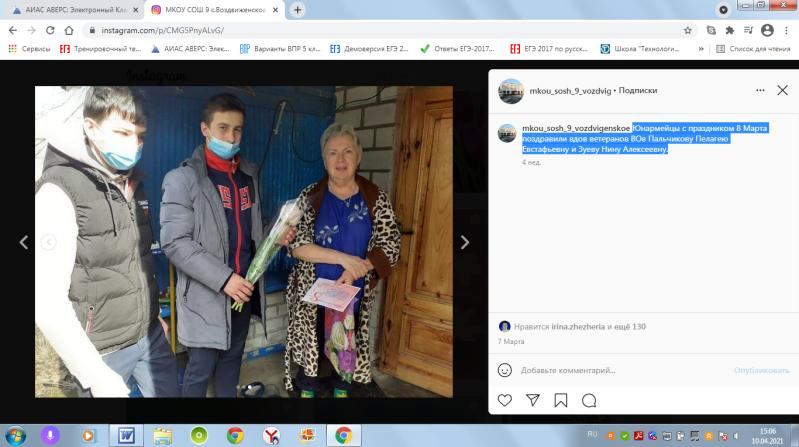 АИАС АВЕРС: Электронный Кла
МКОУ СОШ 9 с.Воздвиженское
instagram.com/p/CMG5PnyALvG/
Сервисы
Тренировочный те...
АИАС АВЕРС: Элек...
Варианты ВПР 5 кл...
Демоверсия ЕГЭ 2...
Ответы ЕГЭ-2017...
ЕГЭ 2017 по русск...
Школа "Технологи...
Список для чтения
Instagram
mkou_sosh_9_vozdvig • Подписки
mkou_sosh_9_vozdvigenskoe Юнармейцы с праздником 8 Марта
поздравили вдов ветеранов ВОв Пальчикову Пелагею
Евстафьевну и Зуеву Нину Алексеевну.
4 нед.
Нравится irina.zhezheria и ещё 130
7 Марта
Добавьте комментарий...
Опубликовать
RU
15:06
10.04.2021